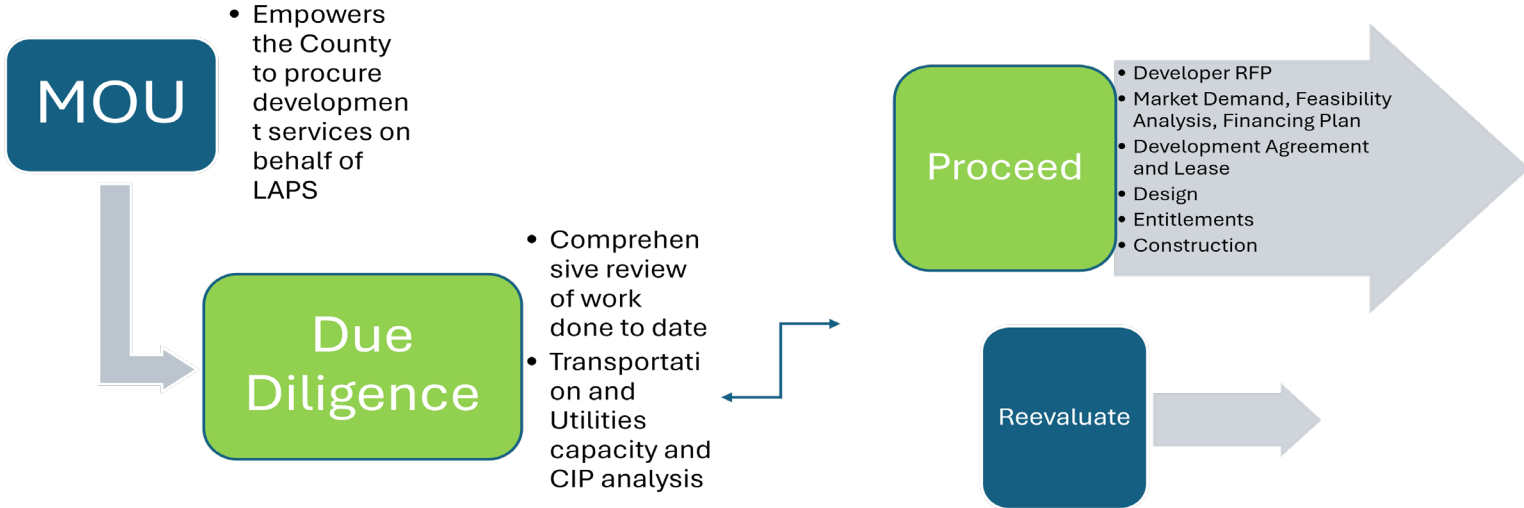 MOU
• Empowers
the County
to procure
developmen
t services on
behalf of
LAPS
Due
Diligence
• Comprehen
sive review
of work
done to date
• Transportati
on and
Utilities
capacity and
CIP analysis
Proceed
• Developer RFP
• Market Demand, Feasibility
Analysis, Financing Plan
• Development Agreement
and Lease
• Design
• Entitlements
• Construction
Reevaluate